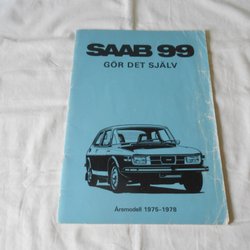 SAAB 99
GÖR DET SJÄLV
Årsmodell 1975-1978